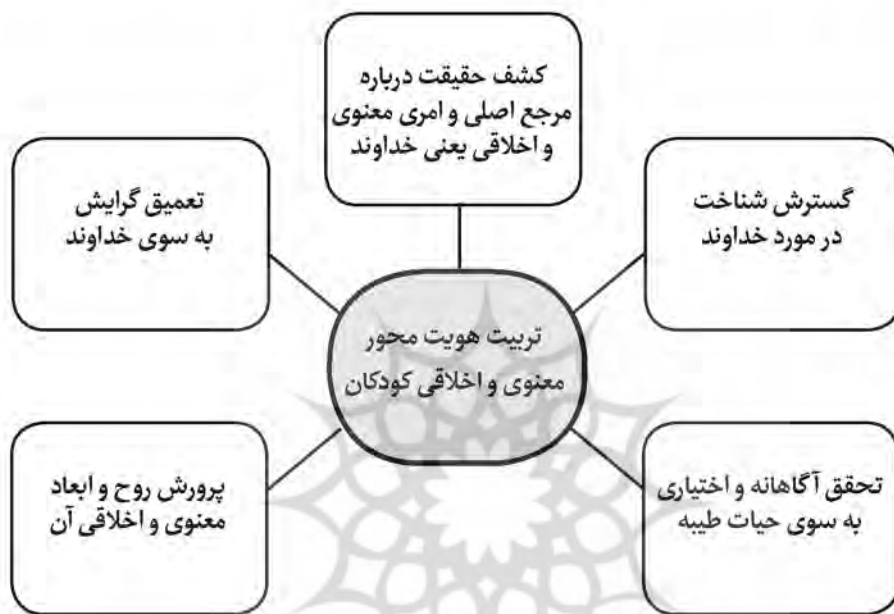 کشف حقیقت درباره
مرجع اصلی و امری معنوی
و اخلاقی یعنی خداوند
گسترش شناخت
در مورد خداوند
تعمیق گرایش
به سوی خداوند
تربیت هویت محور
معنوی و اخلاقی کودکان
تحقق آگاهانه و اختیاری
به سوی حیات طیبه
پرورش روح و ابعاد
معنوی و اخلاقی آن